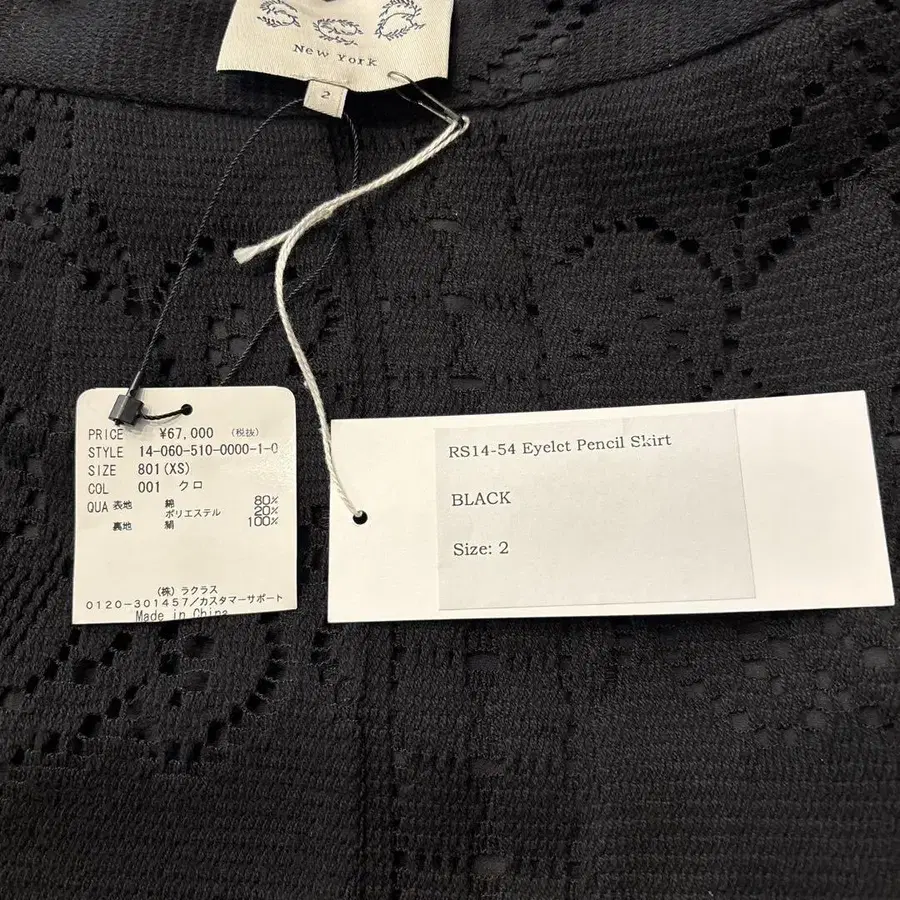 New York
2
PRICE ¥67,000 (税抜)
STYLE 14-060-510-0000-1-0
SIZE 801(XS)
COL 001 クロ
QUA 表地 綿 80%
ポリエステル 20%
裏地 絹 100%
(株) ラクラス
0120-301457/カスタマーサポート
Made in China
RS14-54 Eyelct Pencil Skirt
BLACK
Size: 2